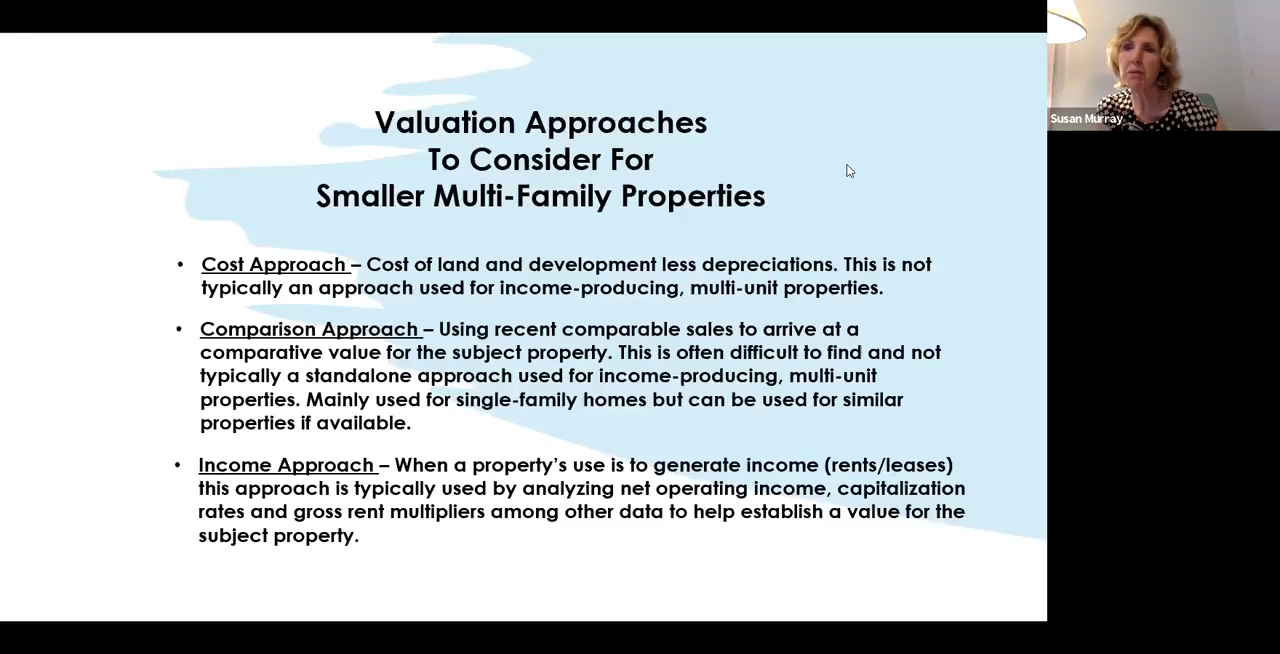 Valuation Approaches
To Consider For
Smaller Multi-Family Properties
• Cost Approach – Cost of land and development less depreciations. This is not
typically an approach used for income-producing, multi-unit properties.
• Comparison Approach – Using recent comparable sales to arrive at a
comparative value for the subject property. This is often difficult to find and not
typically a standalone approach used for income-producing, multi-unit
properties. Mainly used for single-family homes but can be used for similar
properties if available.
• Income Approach – When a property’s use is to generate income (rents/leases)
this approach is typically used by analyzing net operating income, capitalization
rates and gross rent multipliers among other data to help establish a value for the
subject property.
Susan Murray